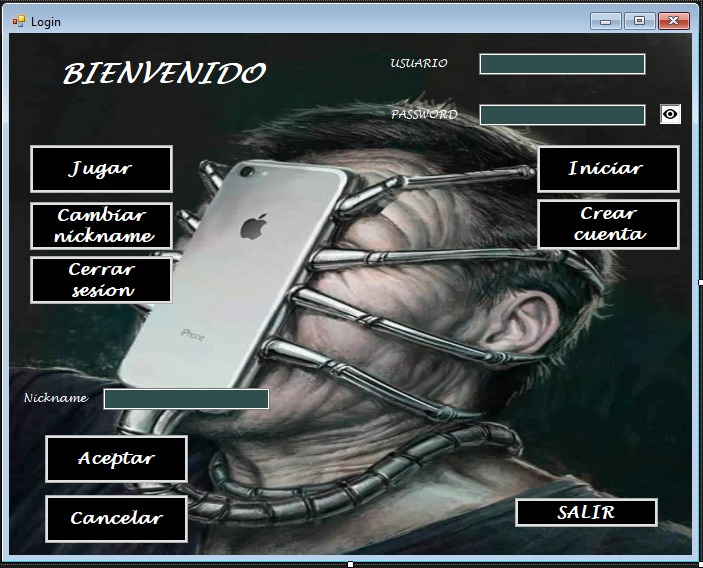 Login
BIENVENIDO
USUARIO
PASSWORD
Jugar
Iniciar
Cambiar
nickname
Crear
cuenta
Cerrar
sesion
iPhone
Nickname
Aceptar
Cancelar
SALIR